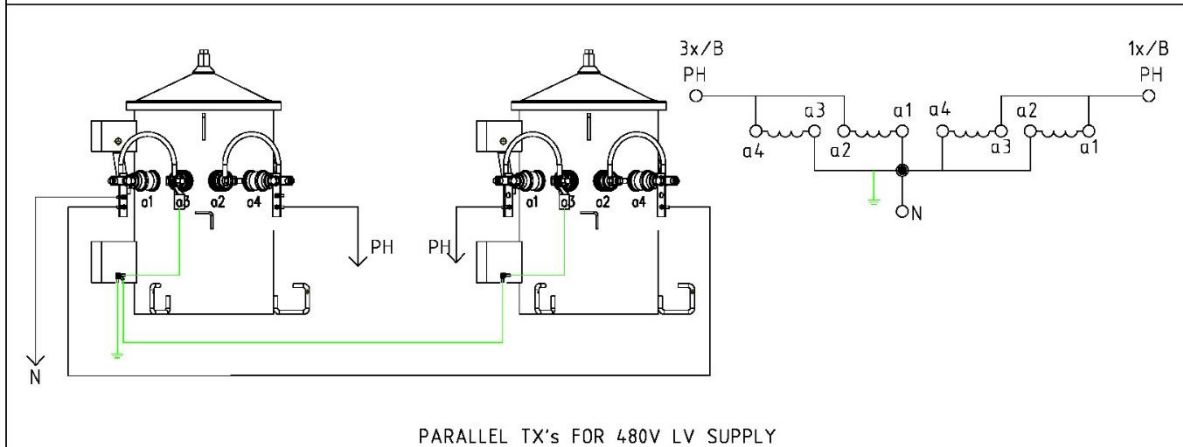 3x/B
PH
1x/B
PH
a3
a1
a4
a2
a4
a2
a3
a1
N
a1
a3
a2
a4
PH
N
a1
a3
a2
a4
PH
PARALLEL TX's FOR 480V LV SUPPLY